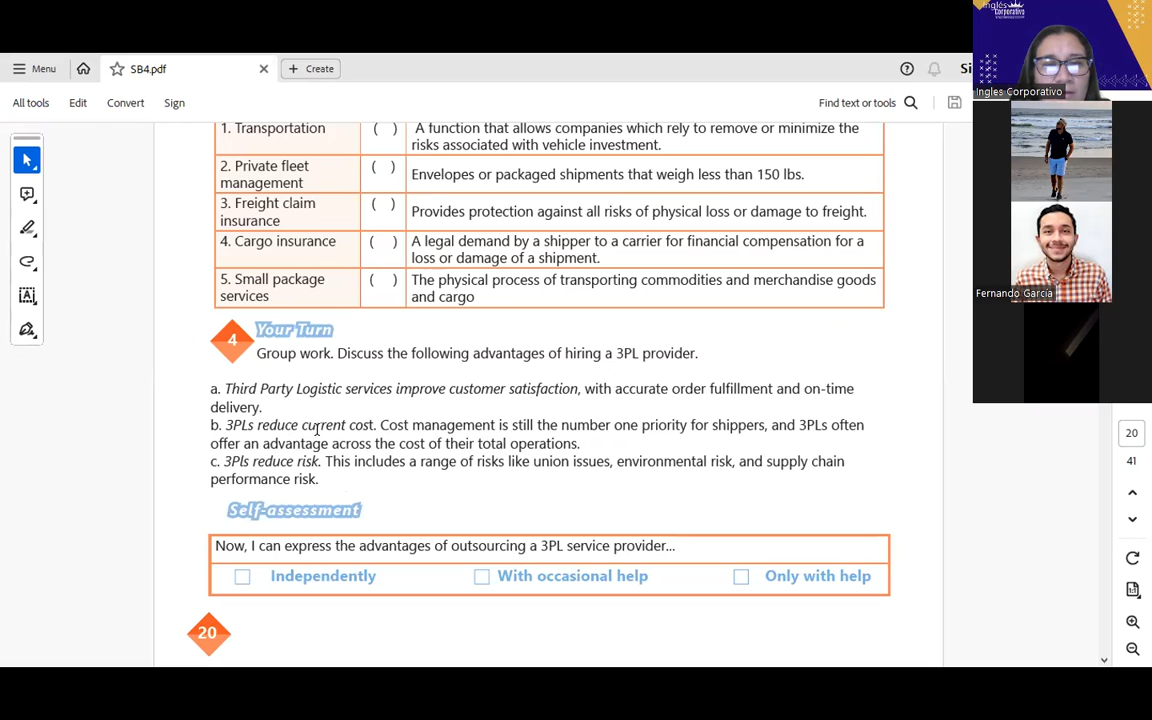 Inglés
Corporativo
Menu
SB4.pdf
Create
Si
All tools
Edit
Convert
Sign
Find text or tools
Ingles Corporativo
1. Transportation ( ) A function that allows companies which rely to remove or minimize the
risks associated with vehicle investment.
2. Private fleet
management ( ) Envelopes or packaged shipments that weigh less than 150 lbs.
3. Freight claim
insurance ( ) Provides protection against all risks of physical loss or damage to freight.
4. Cargo insurance ( ) A legal demand by a shipper to a carrier for financial compensation for a
loss or damage of a shipment.
5. Small package
services ( ) The physical process of transporting commodities and merchandise goods
and cargo
Fernando García
4 Your Turn
Group work. Discuss the following advantages of hiring a 3PL provider.
a. Third Party Logistic services improve customer satisfaction, with accurate order fulfillment and on-time
delivery.
b. 3PLs reduce current cost. Cost management is still the number one priority for shippers, and 3PLs often
offer an advantage across the cost of their total operations.
c. 3Pls reduce risk. This includes a range of risks like union issues, environmental risk, and supply chain
performance risk.
Self-assessment
Now, I can express the advantages of outsourcing a 3PL service provider...
Independently
With occasional help
Only with help
20
20
41